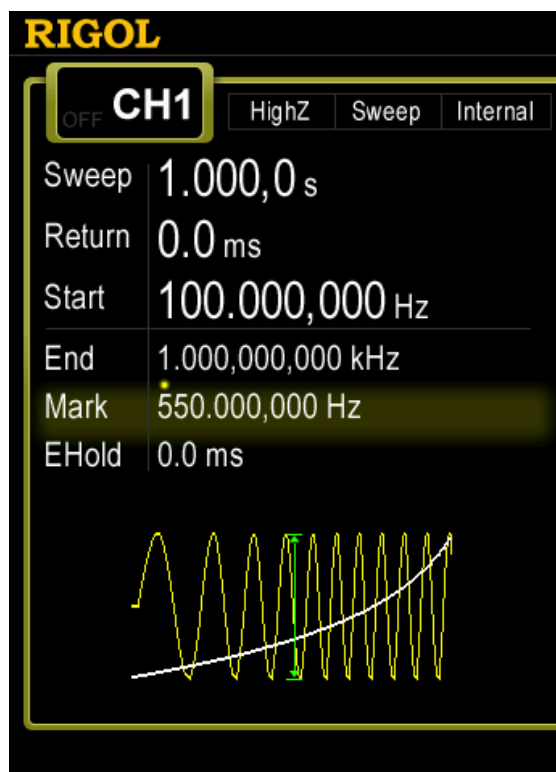 RIGOL
OFF CH1 HighZ Sweep Internal
Sweep 1.000,0 s
Return 0.0 ms
Start 100.000,000 Hz
End 1.000,000,000 kHz
Mark 550.000,000 Hz
EHold 0.0 ms